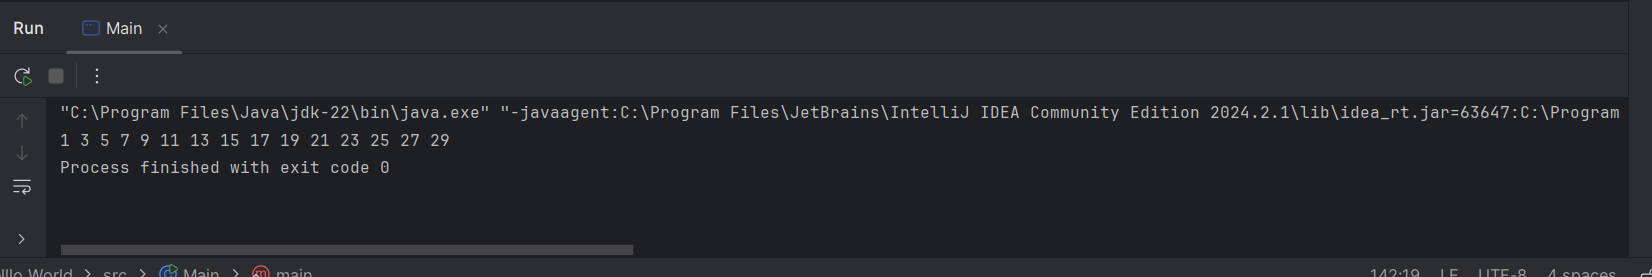 Run Main
"C:\Program Files\Java\jdk-22\bin\java.exe" "-javaagent:C:\Program Files\JetBrains\IntelliJ IDEA Community Edition 2024.2.1\lib\idea_rt.jar=63647:C:\Program
1 3 5 7 9 11 13 15 17 19 21 23 25 27 29
Process finished with exit code 0
lllo World > src > Main > main 142:19 LF UTF-8 4 spaces